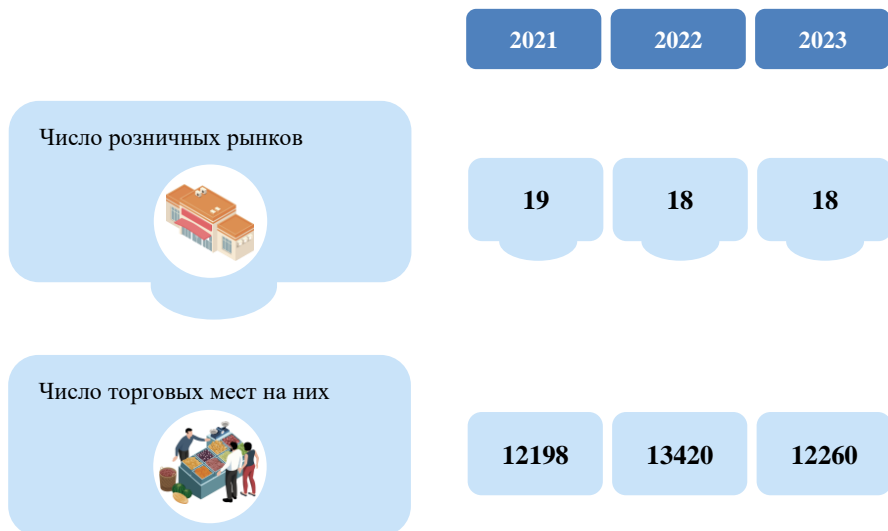 2021 2022 2023
Число розничных рынков
19 18 18
Число торговых мест на них
12198 13420 12260